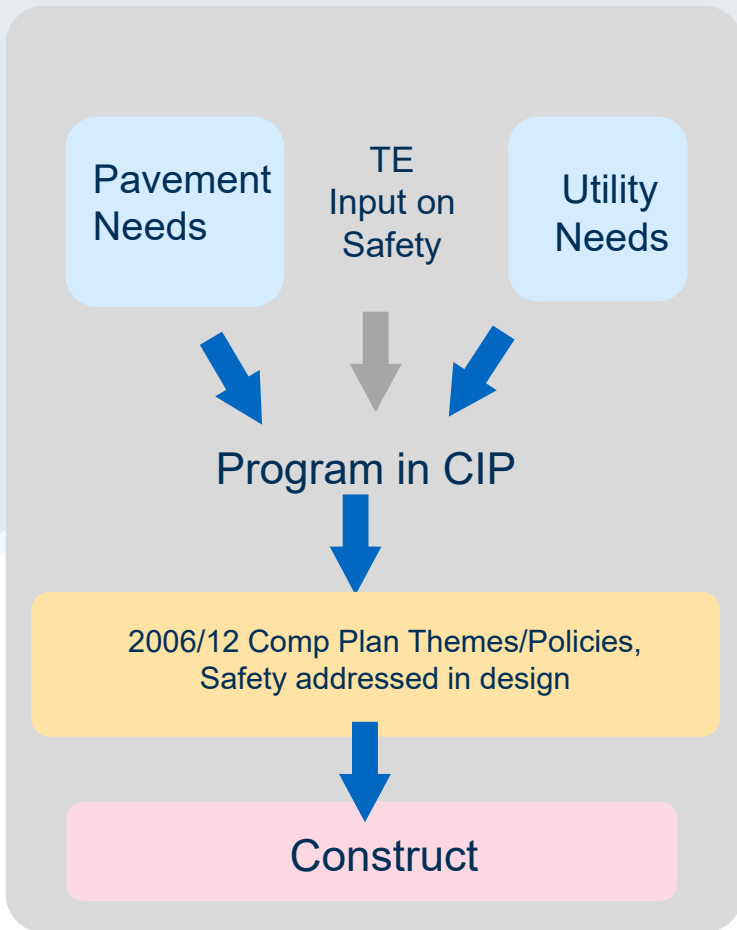 Pavement
Needs
TE
Input on
Safety
Utility
Needs
Program in CIP
2006/12 Comp Plan Themes/Policies,
Safety addressed in design
Construct